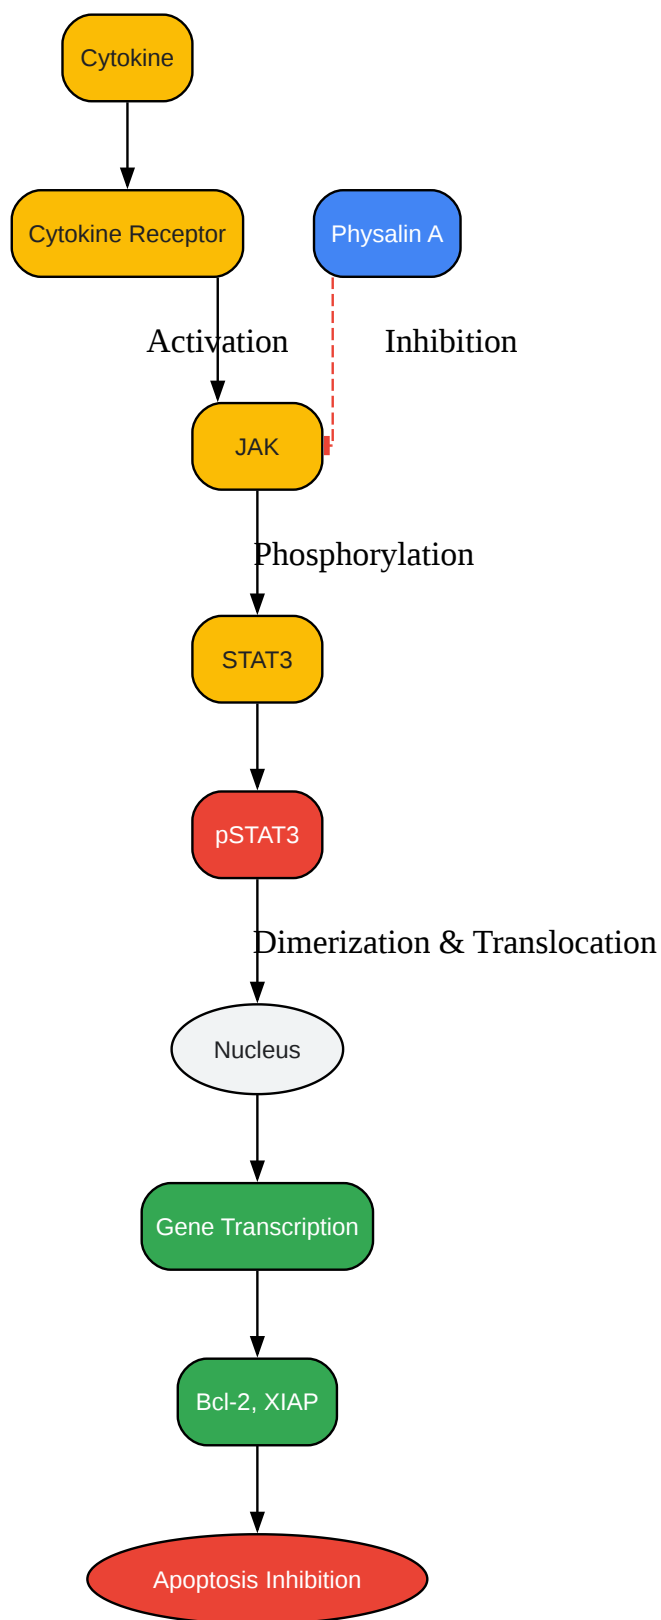 Cytokine
Cytokine Receptor
Physalin A
Activation
Inhibition
JAK
Phosphorylation
STAT3
pSTAT3
Dimerization & Translocation
Nucleus
Gene Transcription
Bcl-2, XIAP
Apoptosis Inhibition